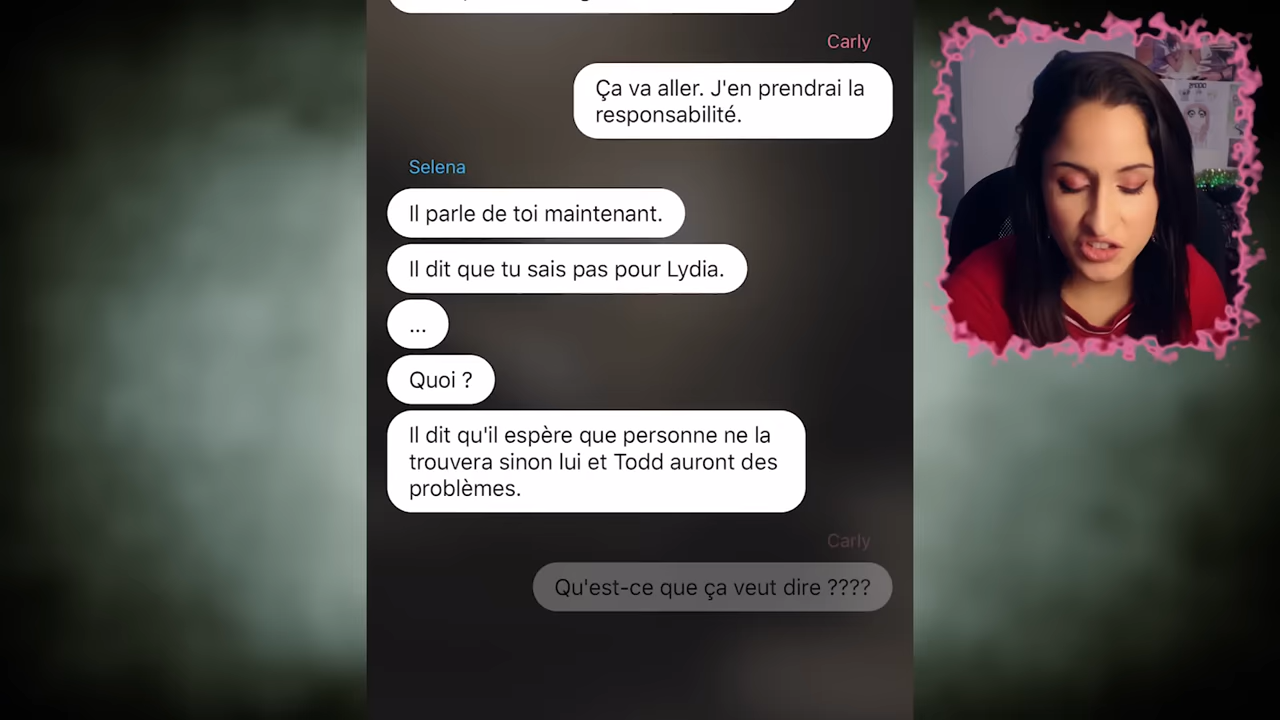 Carly
Ça va aller. J'en prendrai la
responsabilité.
Selena
Il parle de toi maintenant.
Il dit que tu sais pas pour Lydia.
...
Quoi ?
Il dit qu'il espère que personne ne la
trouvera sinon lui et Todd auront des
problèmes.
Carly
Qu'est-ce que ça veut dire ????